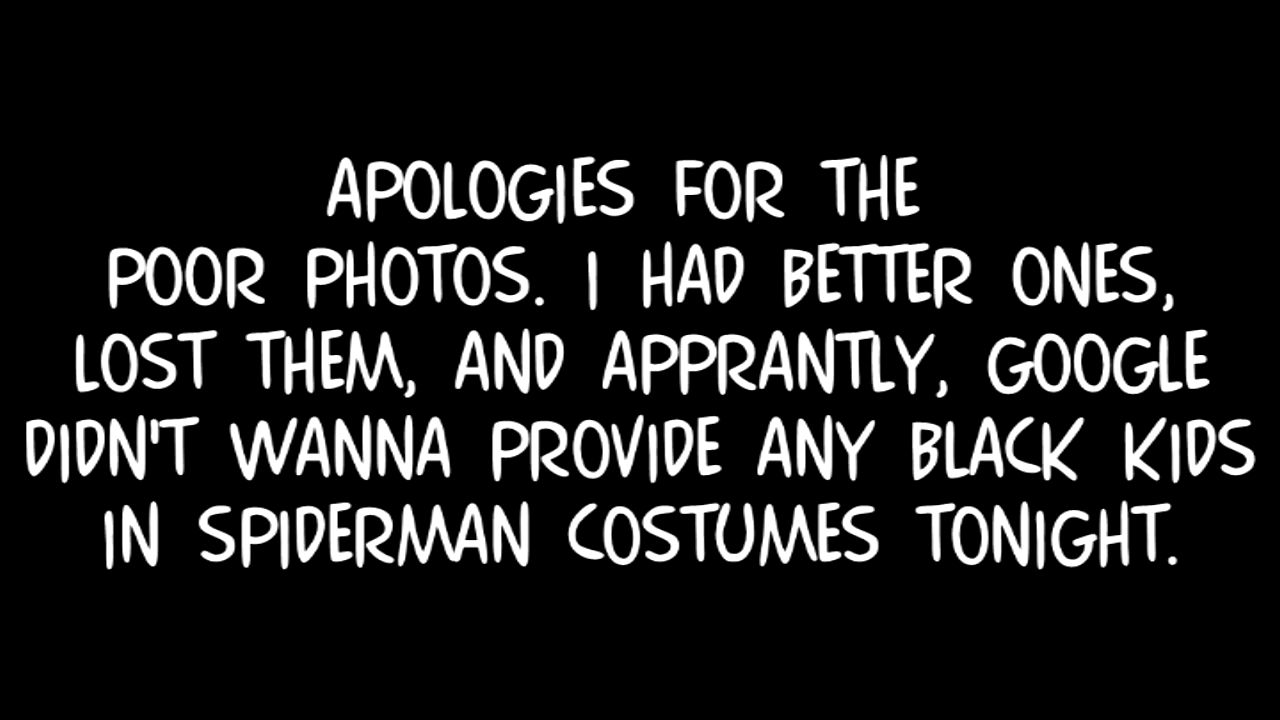 APOLOGIES FOR THE
POOR PHOTOS. I HAD BETTER ONES,
LOST THEM, AND APPRANTLY, GOOGLE
DIDN'T WANNA PROVIDE ANY BLACK KIDS
IN SPIDERMAN COSTUMES TONIGHT.